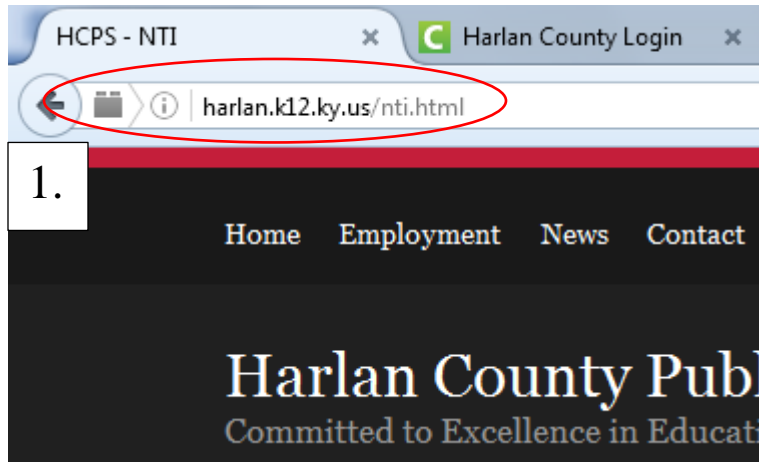 HCPS - NTI
C Harlan County Login
harlan.k12.ky.us/nti.html
1.
Home Employment News Contact
Harlan County Publ
Committed to Excellence in Educati